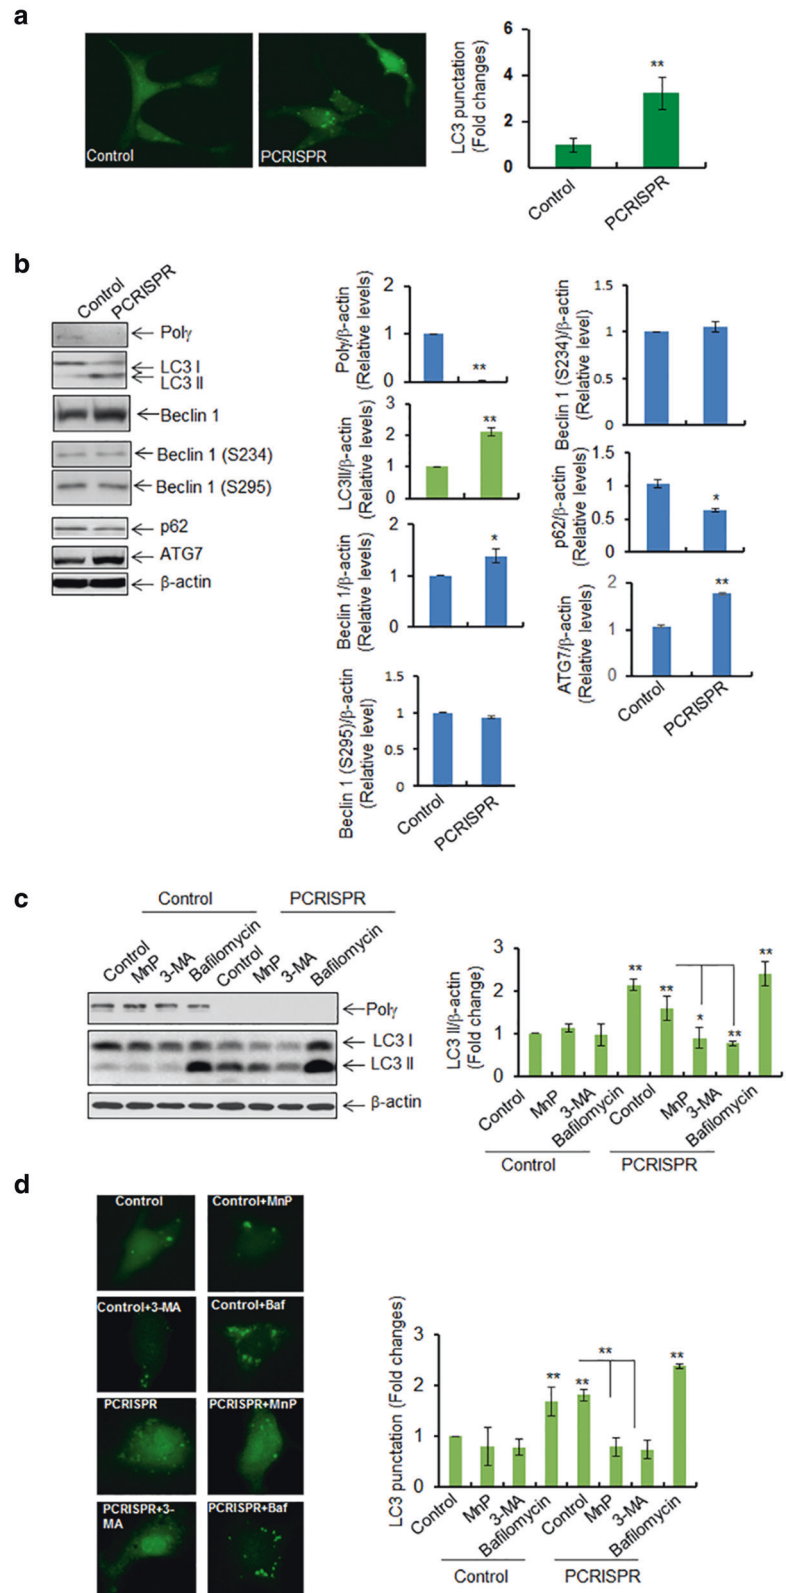 a
Control
PCRISPR
LC3 punctation
(Fold changes)
6
4
2
0
**
Control
PCRISPR
b
Control
PCRISPR
Polγ
LC3 I
LC3 II
Beclin 1
Beclin 1 (S234)
Beclin 1 (S295)
p62
ATG7
β-actin
Polγ/β-actin
(Relative levels)
2
1
0
**
LC3II/β-actin
(Relative levels)
3
2
1
0
**
Beclin 1/β-actin
(Relative levels)
2
1
0
*
Beclin 1 (S295)/β-actin
(Relative level)
1.5
1
0.5
0
Control
PCRISPR
Beclin 1 (S234)/β-actin
(Relative level)
1.5
1
0.5
0
p62/β-actin
(Relative levels)
1.5
1
0.5
0
*
ATG7/β-actin
(Relative levels)
2
1
0
**
Control
PCRISPR
c
Control
PCRISPR
Control
MnP
3-MA
Bafilomycin
Control
MnP
3-MA
Bafilomycin
Polγ
LC3 I
LC3 II
β-actin
LC3 II/β-actin
(Fold change)
3
2
1
0
**
**
*
**
**
Control
MnP
3-MA
Bafilomycin
Control
MnP
3-MA
Bafilomycin
Control
PCRISPR
d
Control
Control+MnP
Control+3-MA
Control+Baf
PCRISPR
PCRISPR+MnP
PCRISPR+3-
MA
PCRISPR+Baf
LC3 punctation (Fold changes)
3
2
1
0
**
**
**
**
Control
MnP
3-MA
Bafilomycin
Control
MnP
3-MA
Bafilomycin
Control
PCRISPR